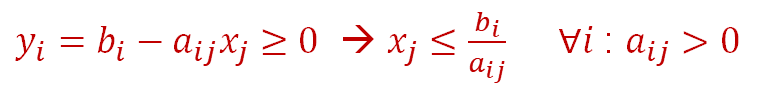 yᵢ = bᵢ − aᵢⱼxⱼ ≥ 0 → xⱼ ≤ bᵢ/aᵢⱼ ∀i : aᵢⱼ > 0